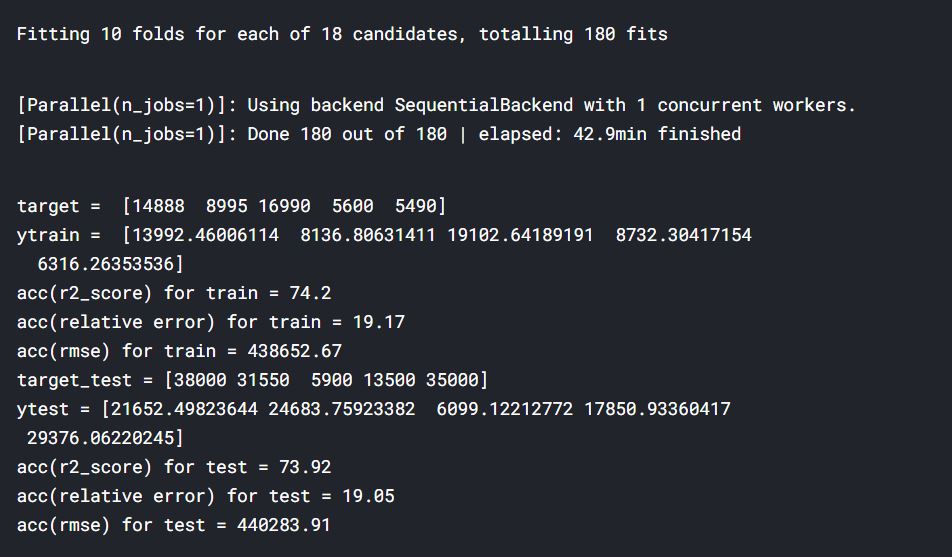 Fitting 10 folds for each of 18 candidates, totalling 180 fits
[Parallel(n_jobs=1)]: Using backend SequentialBackend with 1 concurrent workers.
[Parallel(n_jobs=1)]: Done 180 out of 180 | elapsed: 42.9min finished
target =  [14888  8995 16990  5600  5490]
ytrain =  [13992.46006114  8136.80631411 19102.64189191  8732.30417154
  6316.26353536]
acc(r2_score) for train = 74.2
acc(relative error) for train = 19.17
acc(rmse) for train = 438652.67
target_test = [38000 31550  5900 13500 35000]
ytest = [21652.49823644 24683.75923382  6099.12212772 17850.93360417
 29376.06220245]
acc(r2_score) for test = 73.92
acc(relative error) for test = 19.05
acc(rmse) for test = 440283.91